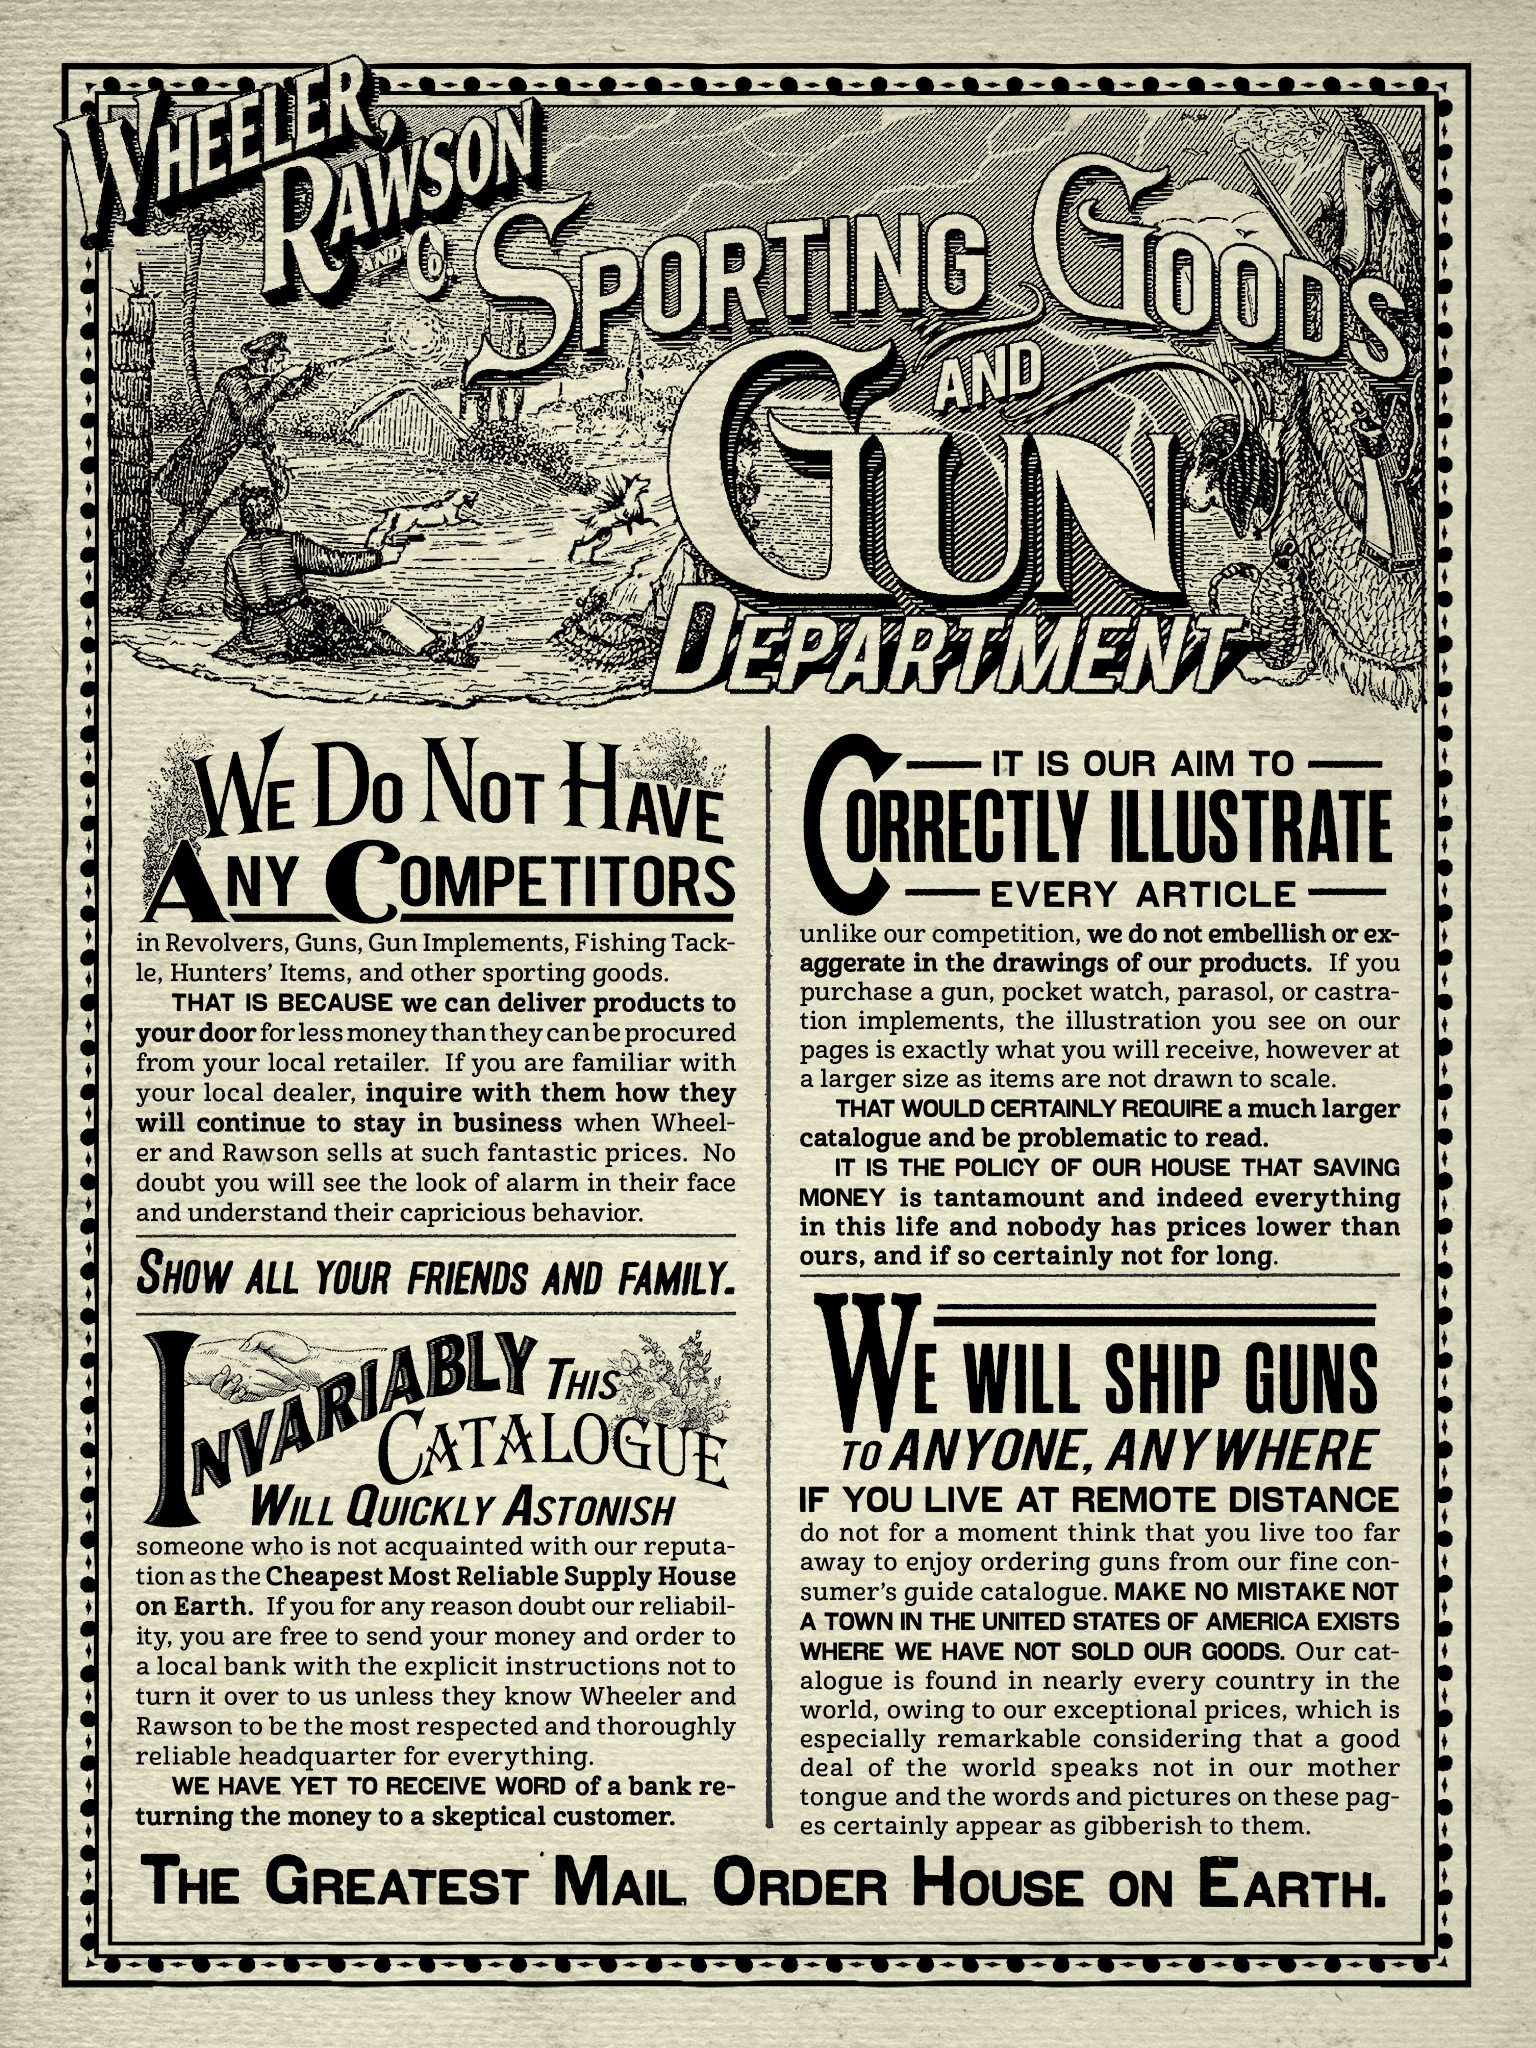 WHEELER,
RAWSON
AND CO.
SPORTING GOODS
AND
GUN
DEPARTMENT
WE DO NOT HAVE
ANY COMPETITORS
in Revolvers, Guns, Gun Implements, Fishing Tack-
le, Hunters' Items, and other sporting goods.
THAT IS BECAUSE we can deliver products to
your door for less money than they can be procured
from your local retailer. If you are familiar with
your local dealer, inquire with them how they
will continue to stay in business when Wheel-
er and Rawson sells at such fantastic prices. No
doubt you will see the look of alarm in their face
and understand their capricious behavior.
SHOW ALL YOUR FRIENDS AND FAMILY.
INVARIABLY THIS
CATALOGUE
WILL QUICKLY ASTONISH
someone who is not acquainted with our reputa-
tion as the Cheapest Most Reliable Supply House
on Earth. If you for any reason doubt our reliabil-
ity, you are free to send your money and order to
a local bank with the explicit instructions not to
turn it over to us unless they know Wheeler and
Rawson to be the most respected and thoroughly
reliable headquarter for everything.
WE HAVE YET TO RECEIVE WORD of a bank re-
turning the money to a skeptical customer.
IT IS OUR AIM TO
CORRECTLY ILLUSTRATE
EVERY ARTICLE
unlike our competition, we do not embellish or ex-
aggerate in the drawings of our products. If you
purchase a gun, pocket watch, parasol, or castra-
tion implements, the illustration you see on our
pages is exactly what you will receive, however at
a larger size as items are not drawn to scale.
THAT WOULD CERTAINLY REQUIRE a much larger
catalogue and be problematic to read.
IT IS THE POLICY OF OUR HOUSE THAT SAVING
MONEY is tantamount and indeed everything
in this life and nobody has prices lower than
ours, and if so certainly not for long.
WE WILL SHIP GUNS
TO ANYONE, ANYWHERE
IF YOU LIVE AT REMOTE DISTANCE
do not for a moment think that you live too far
away to enjoy ordering guns from our fine con-
sumer's guide catalogue. MAKE NO MISTAKE NOT
A TOWN IN THE UNITED STATES OF AMERICA EXISTS
WHERE WE HAVE NOT SOLD OUR GOODS. Our cat-
alogue is found in nearly every country in the
world, owing to our exceptional prices, which is
especially remarkable considering that a good
deal of the world speaks not in our mother
tongue and the words and pictures on these pag-
es certainly appear as gibberish to them.
THE GREATEST MAIL ORDER HOUSE ON EARTH.